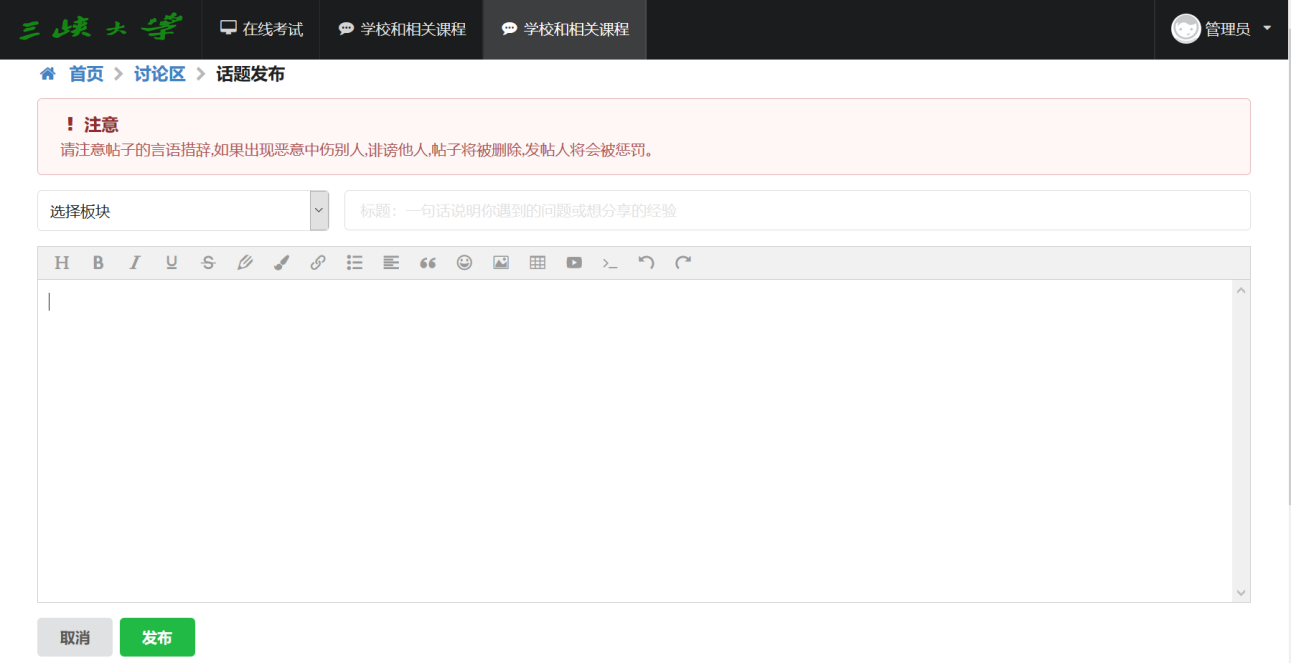 三峡大学 在线考试 学校和相关课程 学校和相关课程 管理员
首页 讨论区 话题发布
! 注意
请注意帖子的言语措辞,如果出现恶意中伤别人,诽谤他人,帖子将被删除,发帖人将会被惩罚。
选择板块 标题：一句话说明你遇到的问题或想分享的经验
H B I U S
取消 发布